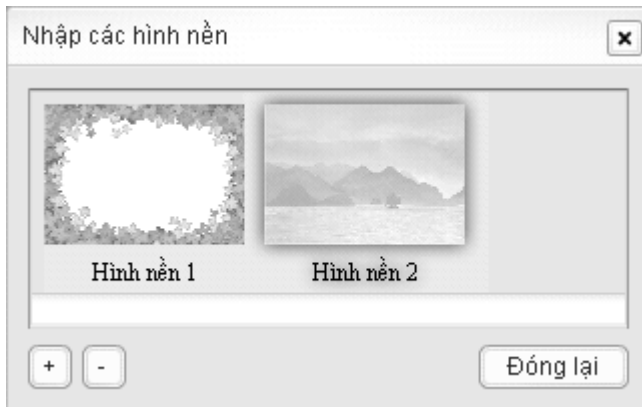 Nhập các hình nền
Hình nền 1
Hình nền 2
+
-
Đóng lại